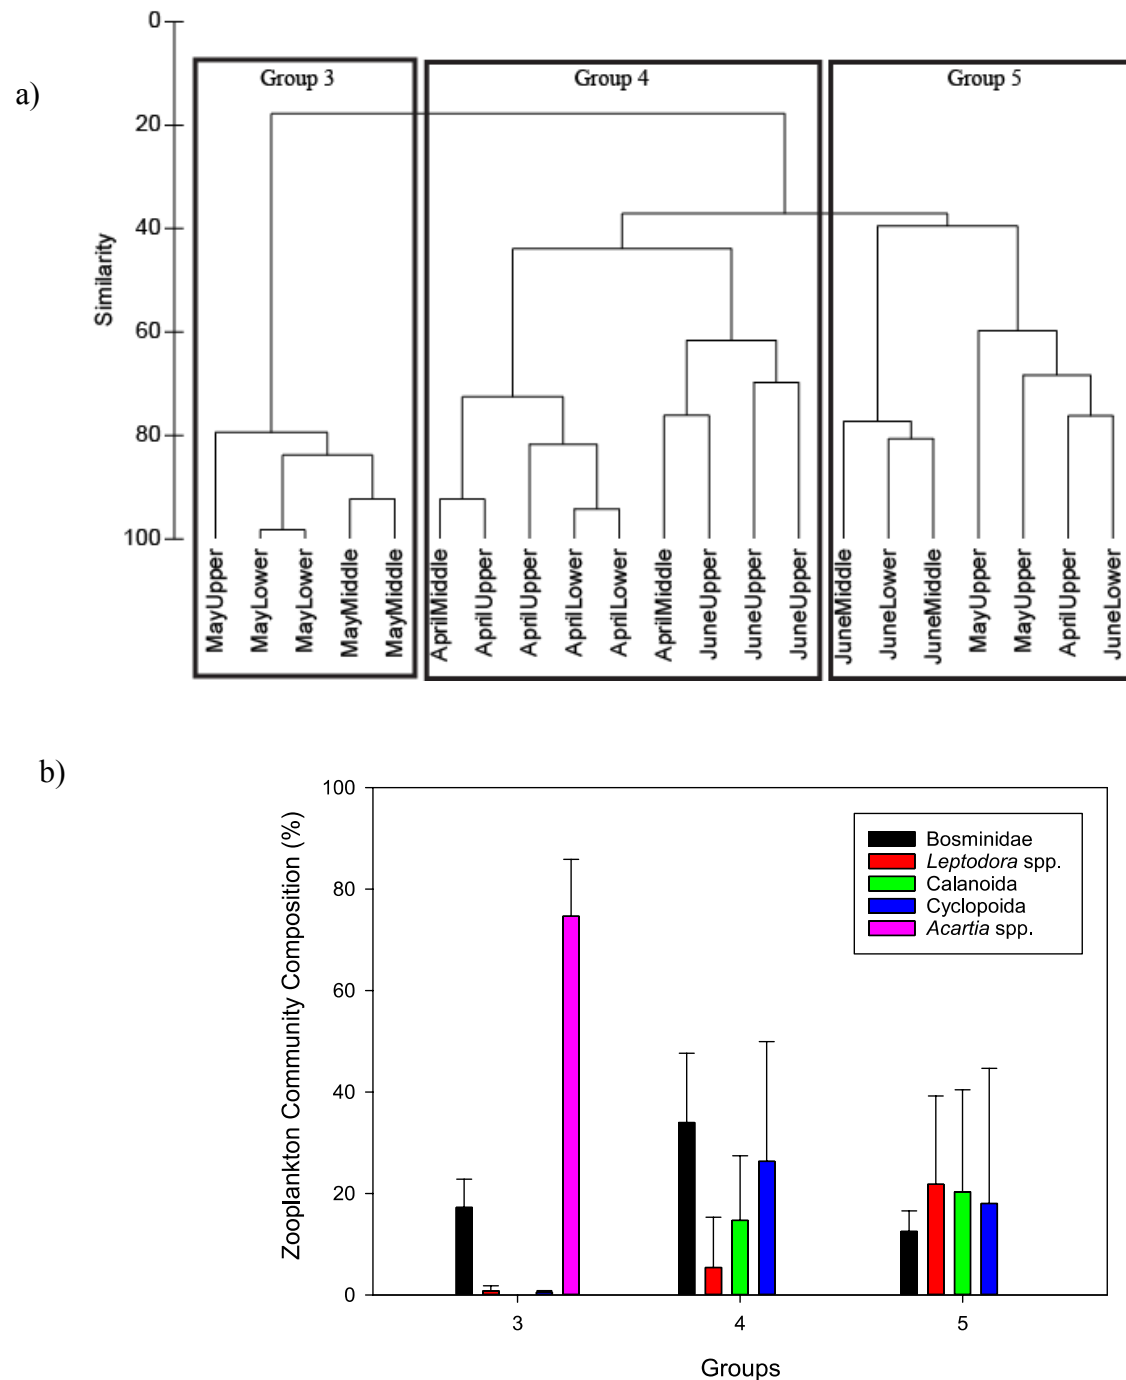 a)
0
20
40
60
80
100
Similarity
Group 3
Group 4
Group 5
MayUpper
MayLower
MayLower
MayMiddle
MayMiddle
AprilMiddle
AprilUpper
AprilUpper
AprilLower
AprilLower
AprilMiddle
JuneUpper
JuneUpper
JuneUpper
JuneMiddle
JuneLower
JuneMiddle
MayUpper
MayUpper
AprilUpper
JuneLower
b)
Zooplankton Community Composition (%)
100
80
60
40
20
0
Bosminidae
Leptodora spp.
Calanoida
Cyclopoida
Acartia spp.
3
4
5
Groups